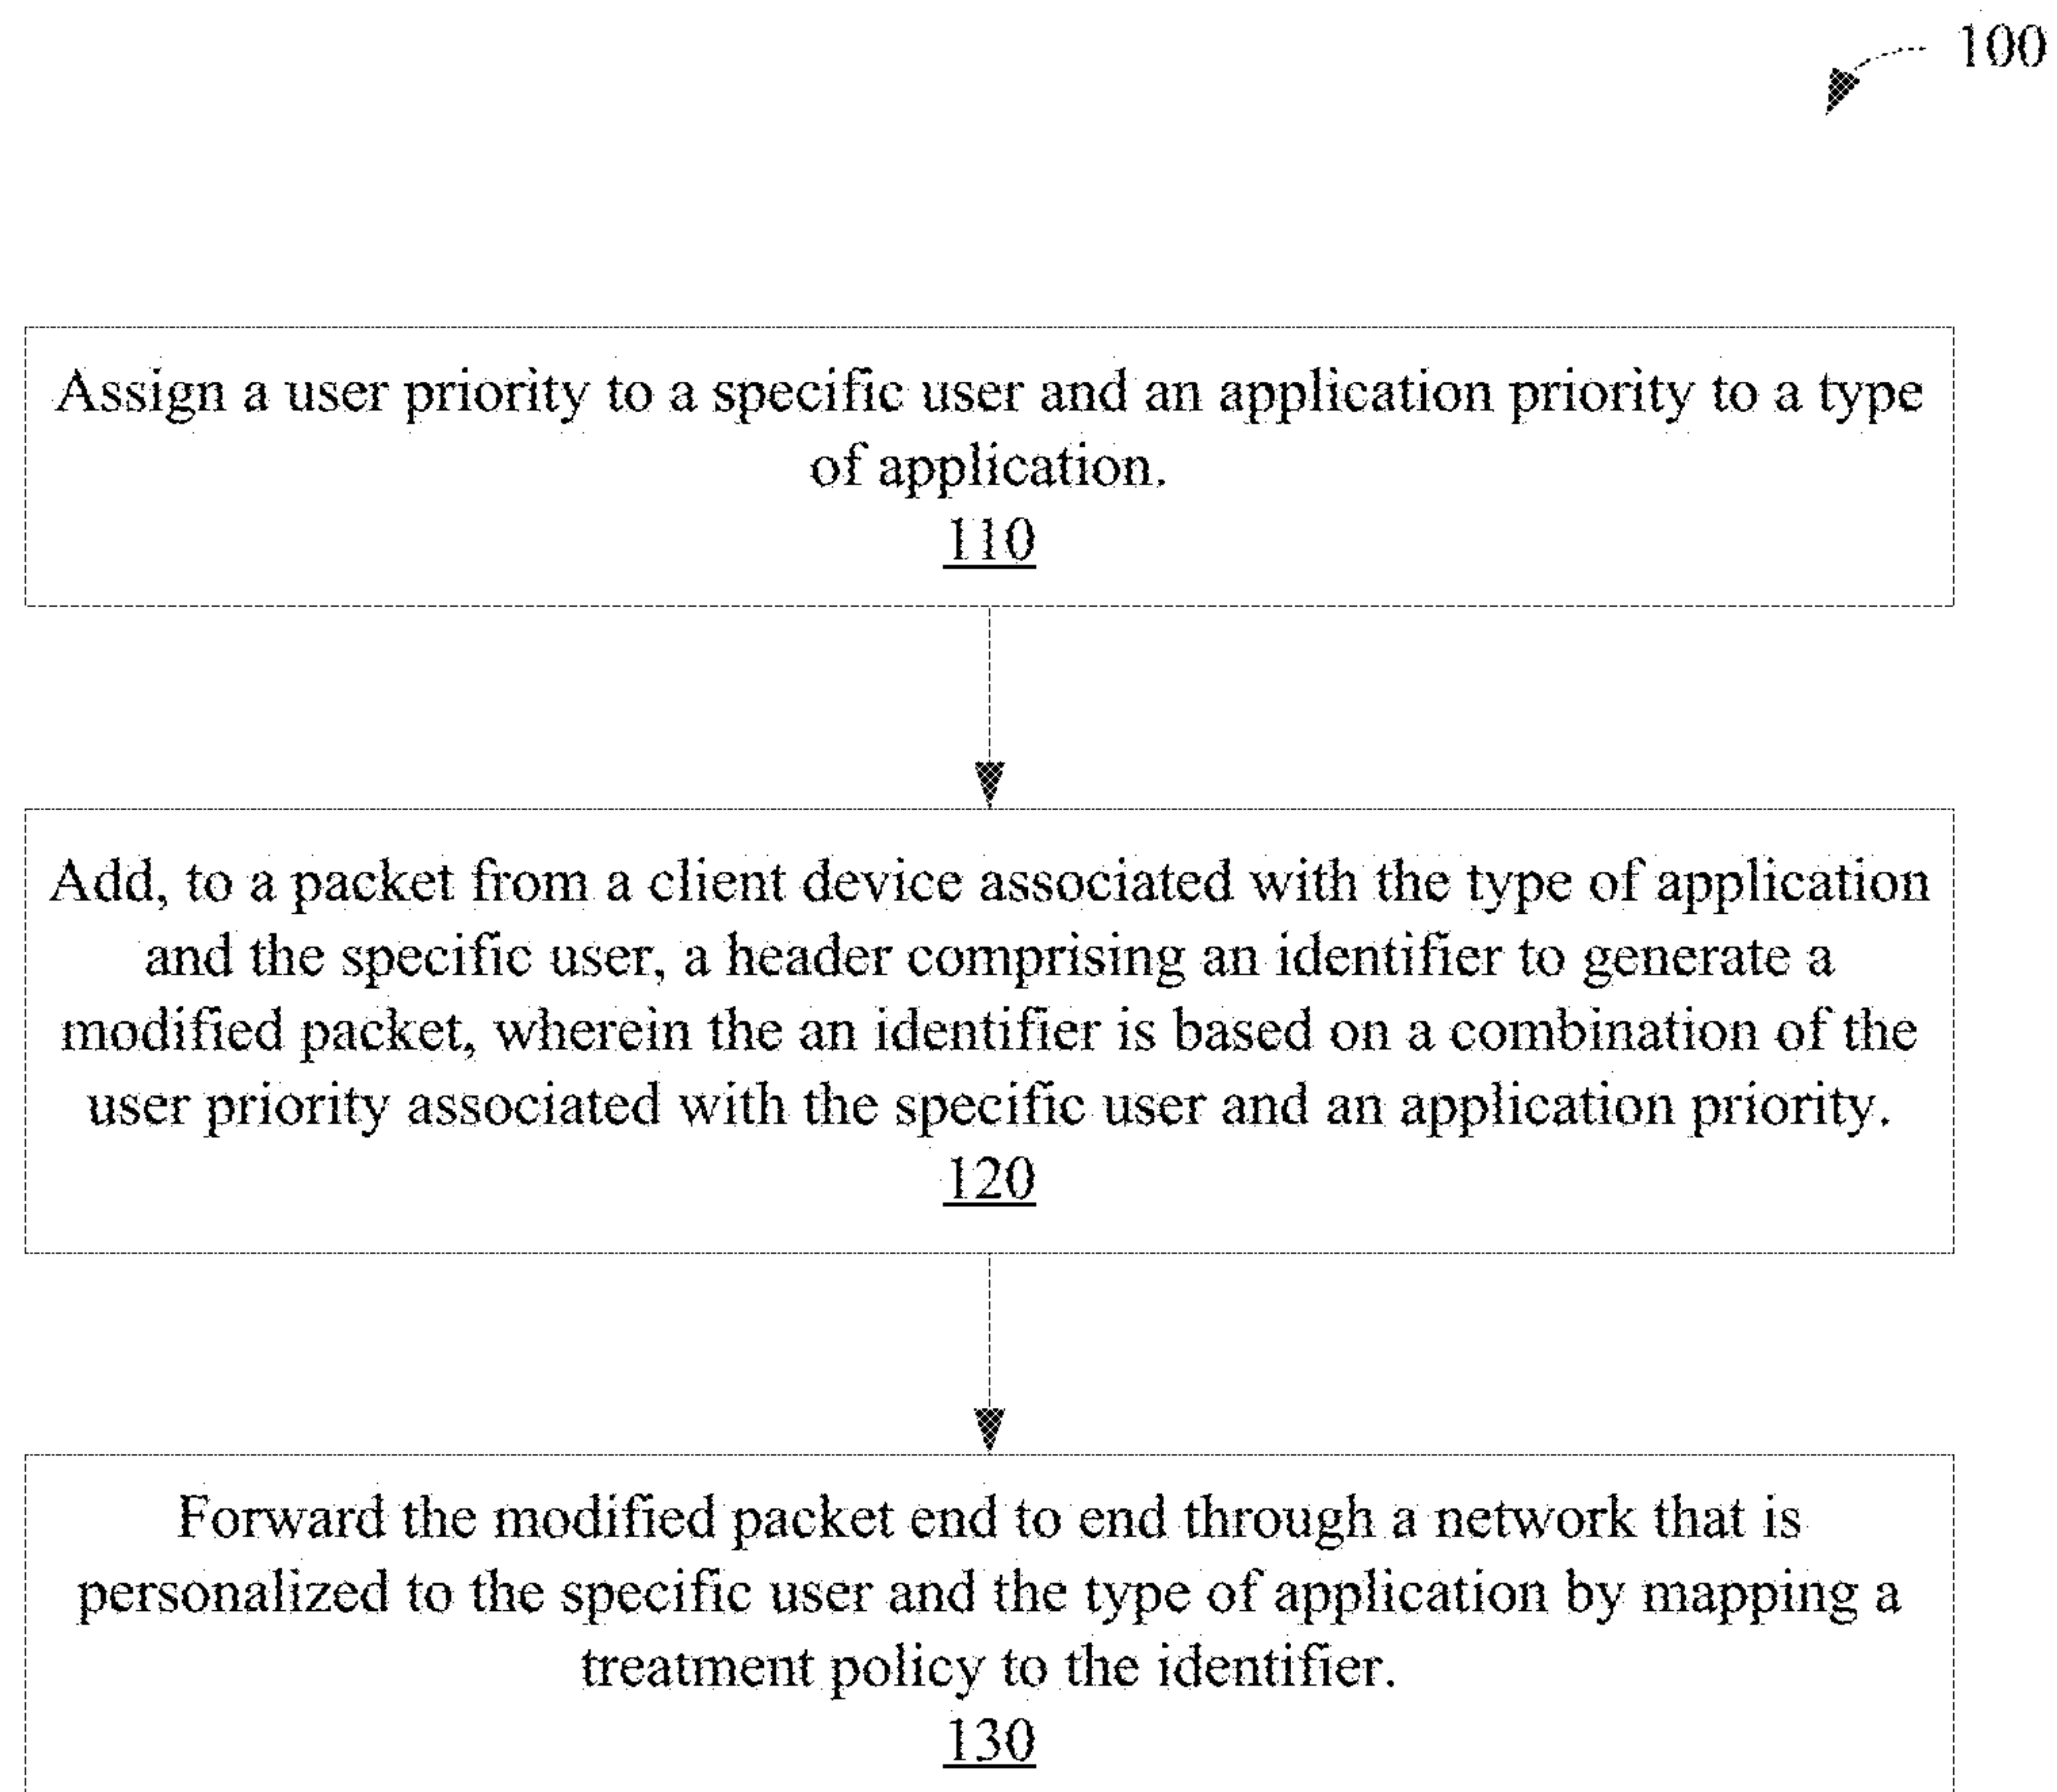 100
Assign a user priority to a specific user and an application priority to a type
of application.
110
Add, to a packet from a client device associated with the type of application
and the specific user, a header comprising an identifier to generate a
modified packet, wherein the an identifier is based on a combination of the
user priority associated with the specific user and an application priority.
120
Forward the modified packet end to end through a network that is
personalized to the specific user and the type of application by mapping a
treatment policy to the identifier.
130